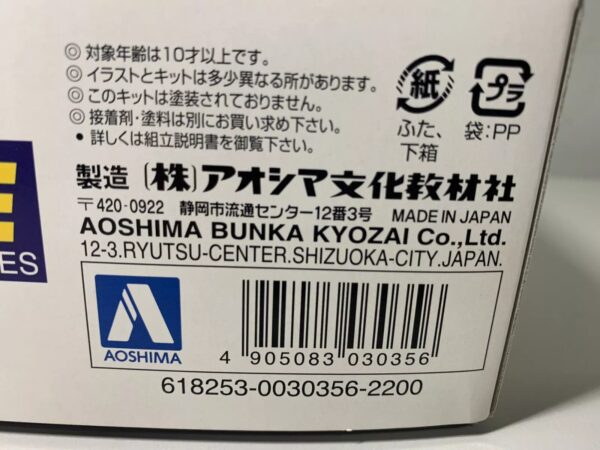 ◎ 対象年齢は10才以上です。
◎ イラストとキットは多少異なる所があります。
◎ このキットは塗装されておりません。
◎ 接着剤・塗料は別にお買い求め下さい。
● 詳しくは組立説明書を御覧下さい。
紙
ふた、
下箱
プラ
袋:PP
製造 (株)アオシマ文化教材社
〒420-0922 静岡市流通センター12番3号 MADE IN JAPAN
AOSHIMA BUNKA KYOZAI Co.,Ltd.
12-3.RYUTSU-CENTER.SHIZUOKA-CITY.JAPAN.
E
ES
AOSHIMA
4 905083 030356
618253-0030356-2200